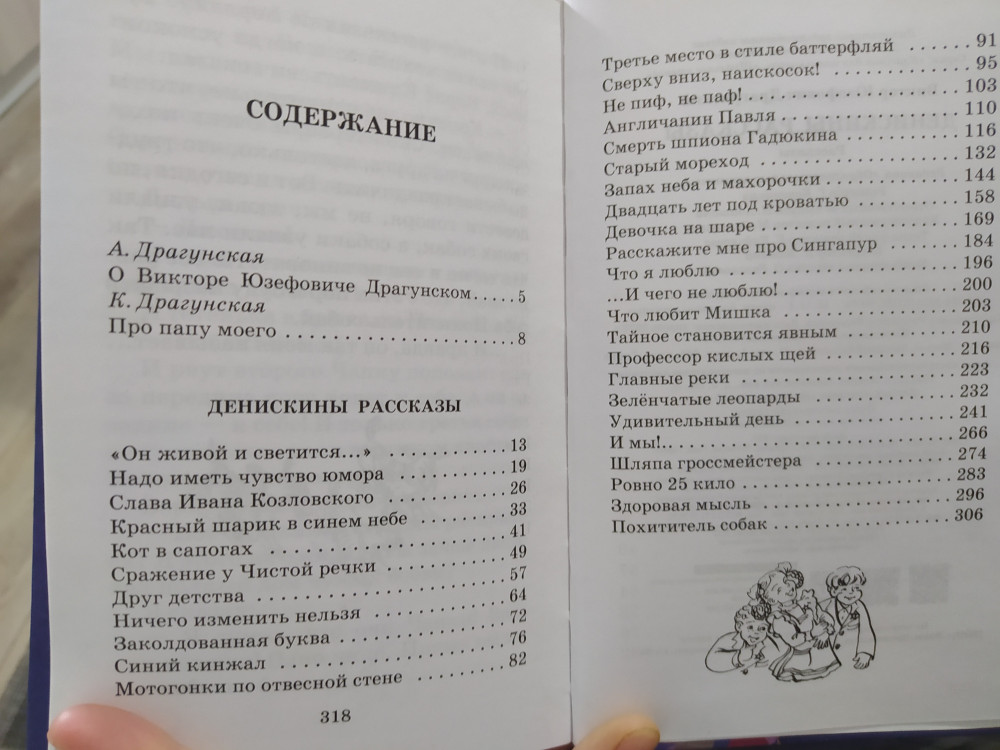 СОДЕРЖАНИЕ
А. Драгунская
О Викторе Юзефовиче Драгунском.....5
К. Драгунская
Про папу моего ..................... 8
ДЕНИСКИНЫ РАССКАЗЫ
«Он живой и светится...» ............ 13
Надо иметь чувство юмора ........... 19
Слава Ивана Козловского ............ 26
Красный шарик в синем небе ........ 33
Кот в сапогах ...................... 41
Сражение у Чистой речки ............ 49
Друг детства ....................... 57
Ничего изменить нельзя ............. 64
Заколдованная буква ................ 72
Синий кинжал ....................... 76
Мотогонки по отвесной стене ........ 82
318
Третье место в стиле баттерфляй ...... 91
Сверху вниз, наискосок! ............ 95
Не пиф, не паф! .................... 103
Англичанин Павля ................... 110
Смерть шпиона Гадюкина ............. 116
Старый мореход ..................... 132
Запах неба и махорочки ............. 144
Двадцать лет под кроватью .......... 158
Девочка на шаре .................... 169
Расскажите мне про Сингапур ........ 184
Что я люблю ........................ 196
...И чего не люблю! ................ 200
Что любит Мишка .................... 203
Тайное становится явным ............ 210
Профессор кислых щей ............... 216
Главные реки ....................... 223
Зелёнчатые леопарды ................ 232
Удивительный день .................. 241
И мы!.. ............................ 266
Шляпа гроссмейстера ................ 274
Ровно 25 кило ...................... 283
Здоровая мысль ..................... 296
Похититель собак ................... 306